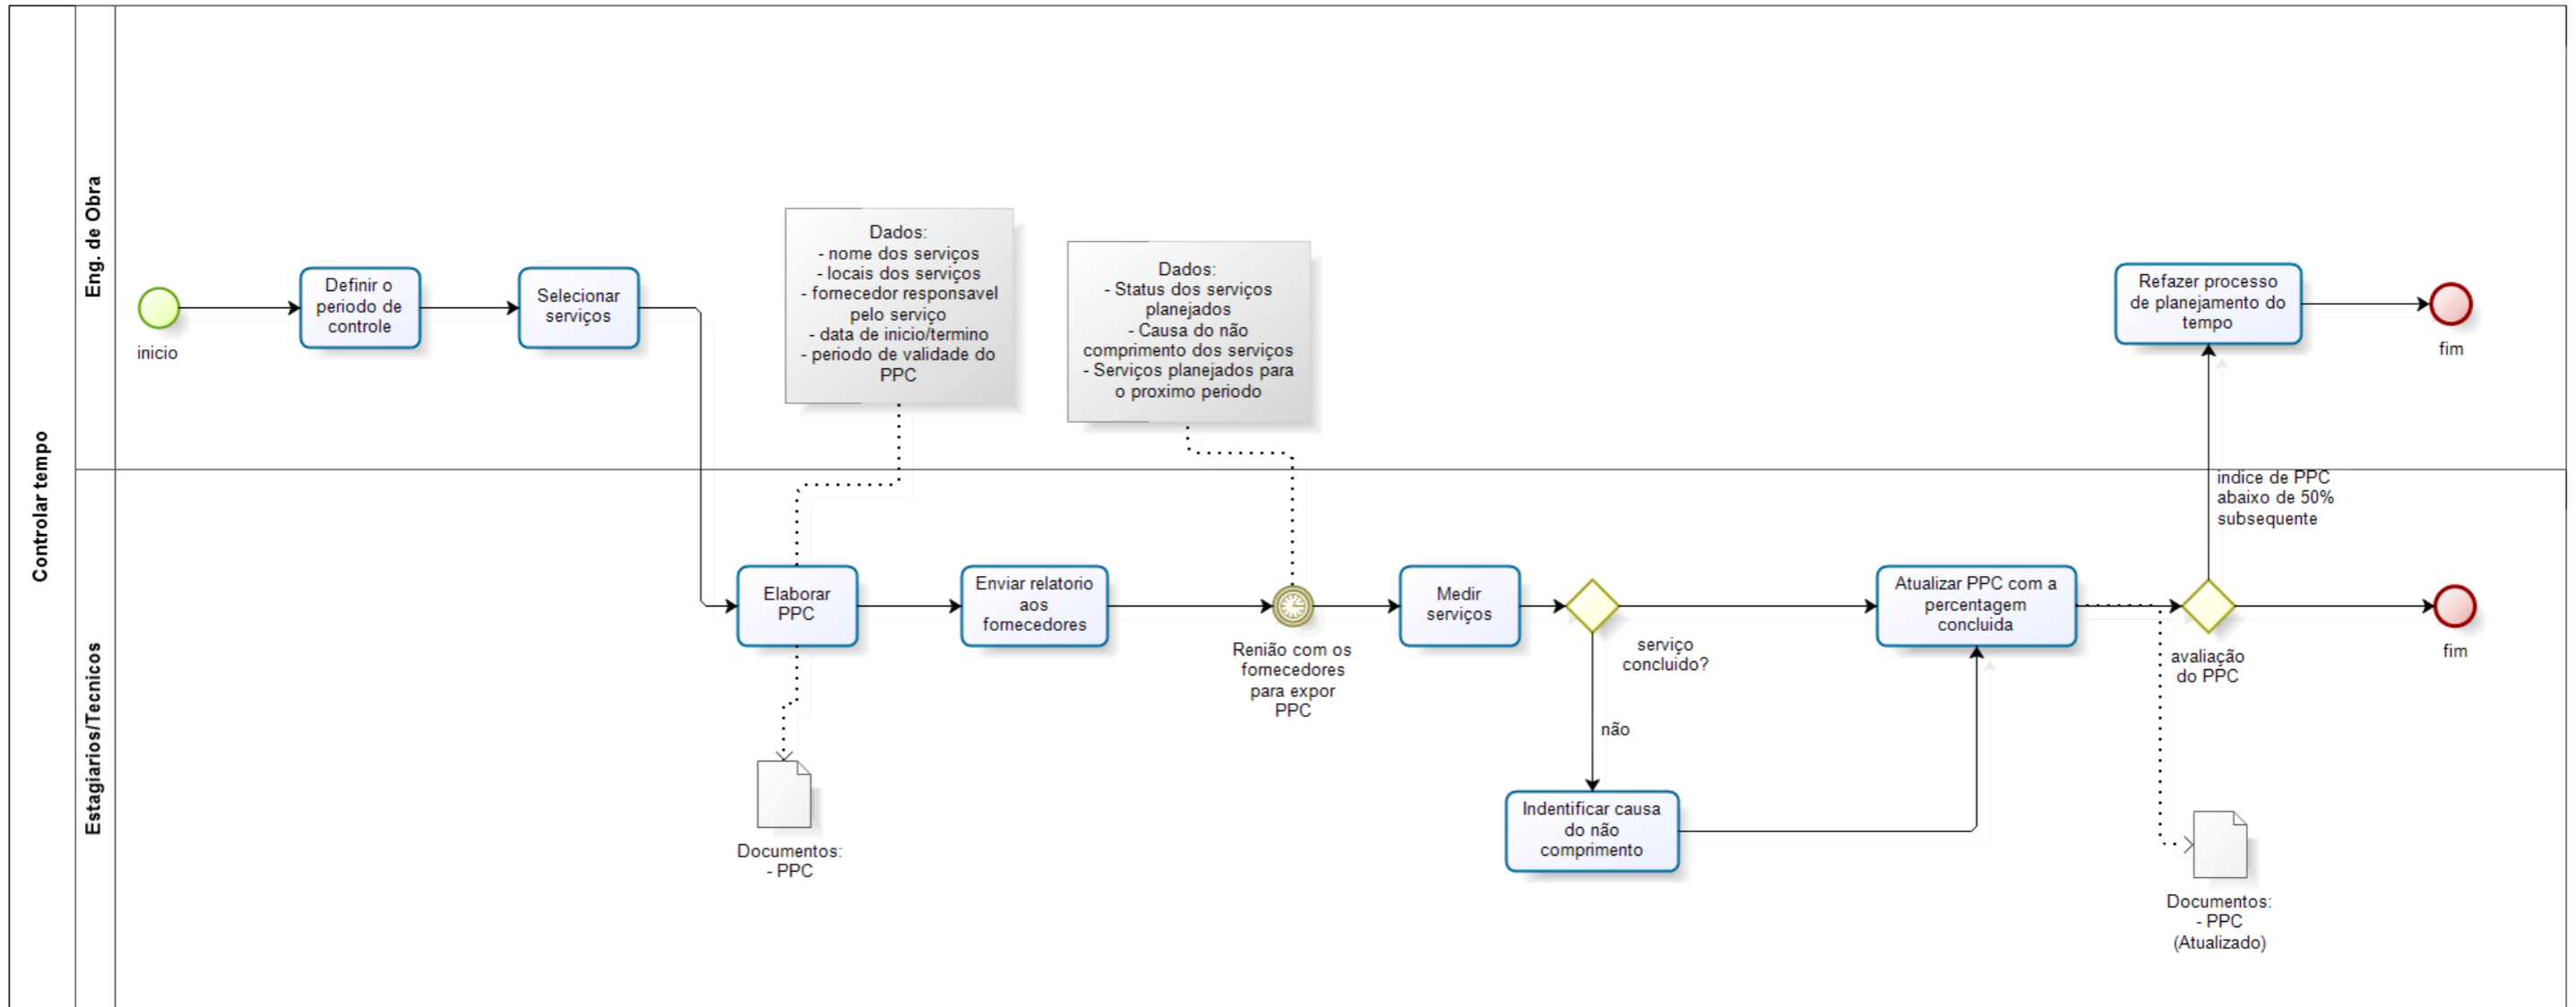 Controlar tempo
Eng. de Obra
inicio
Definir o
periodo de
controle
Selecionar
serviços
Dados:
- nome dos serviços
- locais dos serviços
- fornecedor responsavel
pelo serviço
- data de inicio/termino
- periodo de validade do
PPC
Dados:
- Status dos serviços
planejados
- Causa do não
comprimento dos serviços
- Serviços planejados para
o proximo periodo
Refazer processo
de planejamento do
tempo
fim
Estagiarios/Tecnicos
Elaborar
PPC
Documentos:
- PPC
Enviar relatorio
aos
fornecedores
Renião com os
fornecedores
para expor
PPC
Medir
serviços
serviço
concluido?
não
Indentificar causa
do não
comprimento
Atualizar PPC com a
percentagem
concluida
indice de PPC
abaixo de 50%
subsequente
avaliação
do PPC
fim
Documentos:
- PPC
(Atualizado)